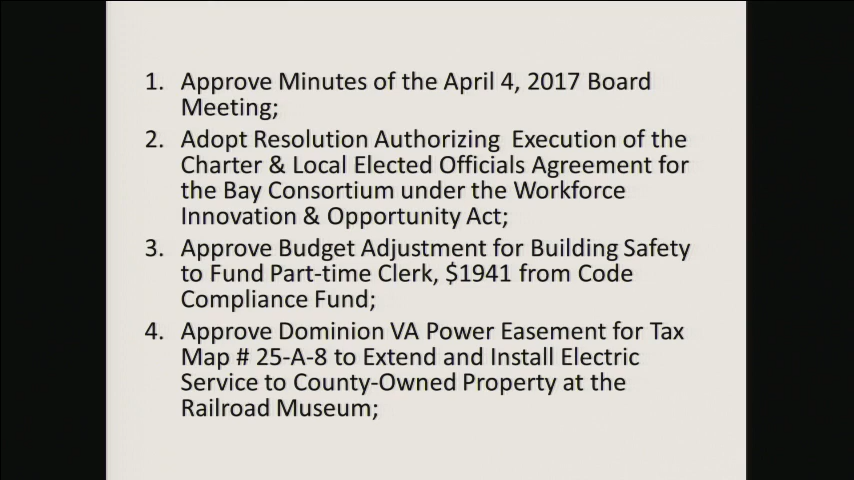 1. Approve Minutes of the April 4, 2017 Board
Meeting;
2. Adopt Resolution Authorizing Execution of the
Charter & Local Elected Officials Agreement for
the Bay Consortium under the Workforce
Innovation & Opportunity Act;
3. Approve Budget Adjustment for Building Safety
to Fund Part-time Clerk, $1941 from Code
Compliance Fund;
4. Approve Dominion VA Power Easement for Tax
Map # 25-A-8 to Extend and Install Electric
Service to County-Owned Property at the
Railroad Museum;